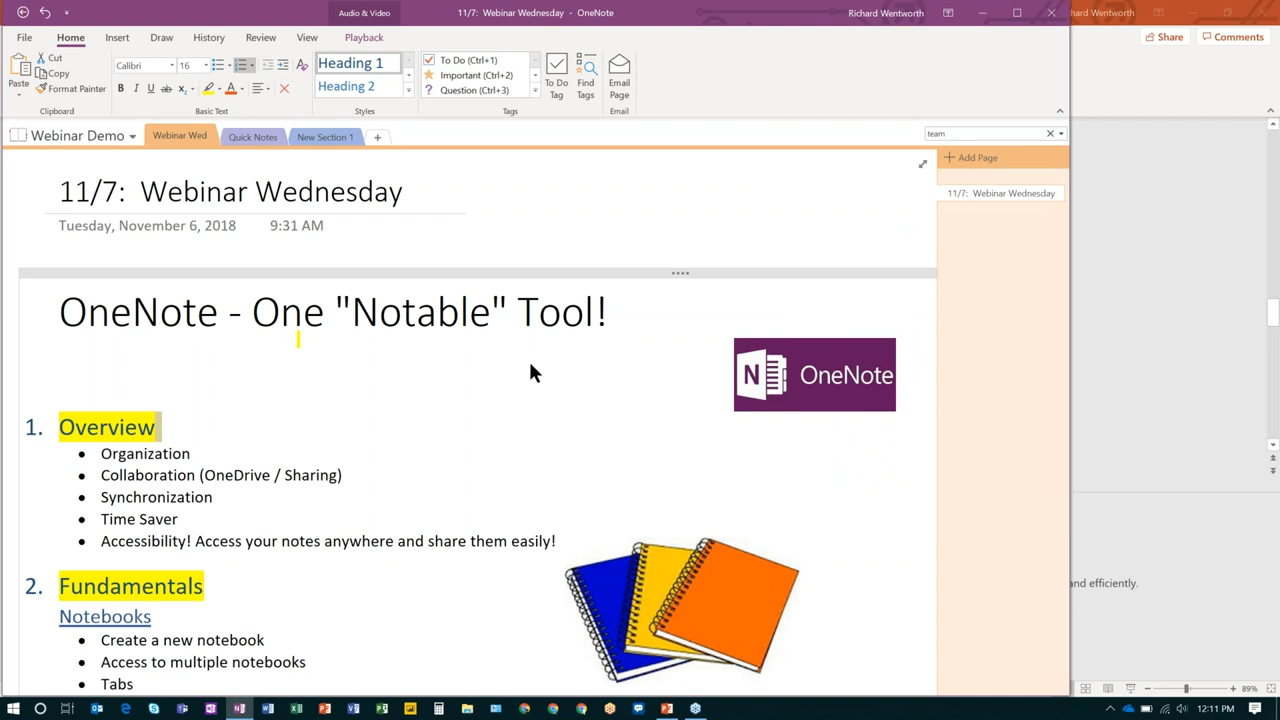 Audio & Video
11/7: Webinar Wednesday - OneNote
Richard Wentworth
hard Wentworth
File Home Insert Draw History Review View Playback
Share Comments
Cut
Copy
Format Painter
Paste
Clipboard
Calibri 16
B I U ab x A
Basic Text
Heading 1
Heading 2
Styles
To Do (Ctrl+1)
Important (Ctrl+2)
Question (Ctrl+3)
Tags
To Do Tag
Find Tags
Email Page
Email
Webinar Demo Webinar Wed Quick Notes New Section 1
team
Add Page
11/7: Webinar Wednesday
11/7: Webinar Wednesday
Tuesday, November 6, 2018 9:31 AM
OneNote - One "Notable" Tool!
N OneNote
1. Overview
• Organization
• Collaboration (OneDrive / Sharing)
• Synchronization
• Time Saver
• Accessibility! Access your notes anywhere and share them easily!
2. Fundamentals
Notebooks
• Create a new notebook
• Access to multiple notebooks
• Tabs
and efficiently.
89%
12:11 PM